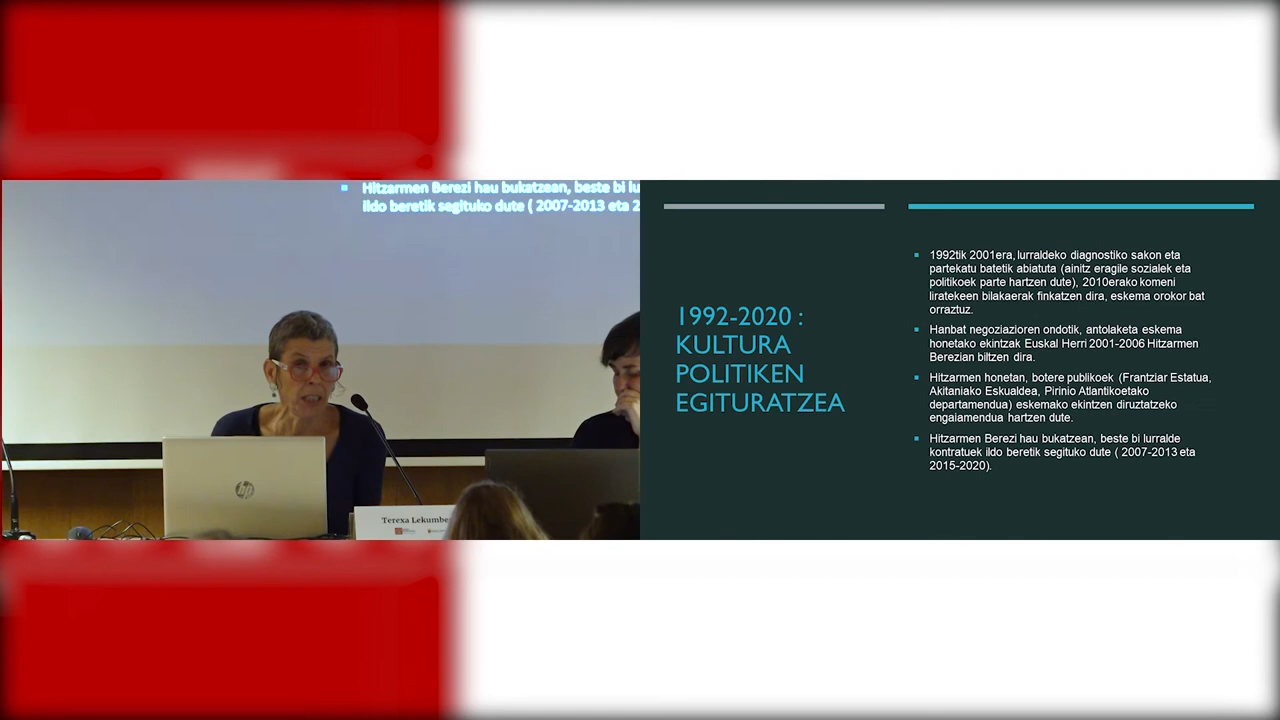 Hitzarmen Berezi hau bukatzean, beste bi lu
ildo beretik segituko dute ( 2007-2013 eta 2
hp
Terexa Lekumbe
1992-2020 :
KULTURA
POLITIKEN
EGITURATZEA
1992tik 2001era, lurraldeko diagnostiko sakon eta
partekatu batetik abiatuta (ainitz eragile sozialek eta
politikoek parte hartzen dute), 2010erako komeni
liratekeen bilakaerak finkatzen dira, eskema orokor bat
orraztuz.
Hanbat negoziazioren ondotik, antolaketa eskema
honetako ekintzak Euskal Herri 2001-2006 Hitzarmen
Berezian biltzen dira.
Hitzarmen honetan, botere publikoek (Frantziar Estatua,
Akitaniako Eskualdea, Pirinio Atlantikoetako
departamendua) eskemako ekintzen diruztatzeko
engaiamendua hartzen dute.
Hitzarmen Berezi hau bukatzean, beste bi lurralde
kontratuek ildo beretik segituko dute ( 2007-2013 eta
2015-2020).